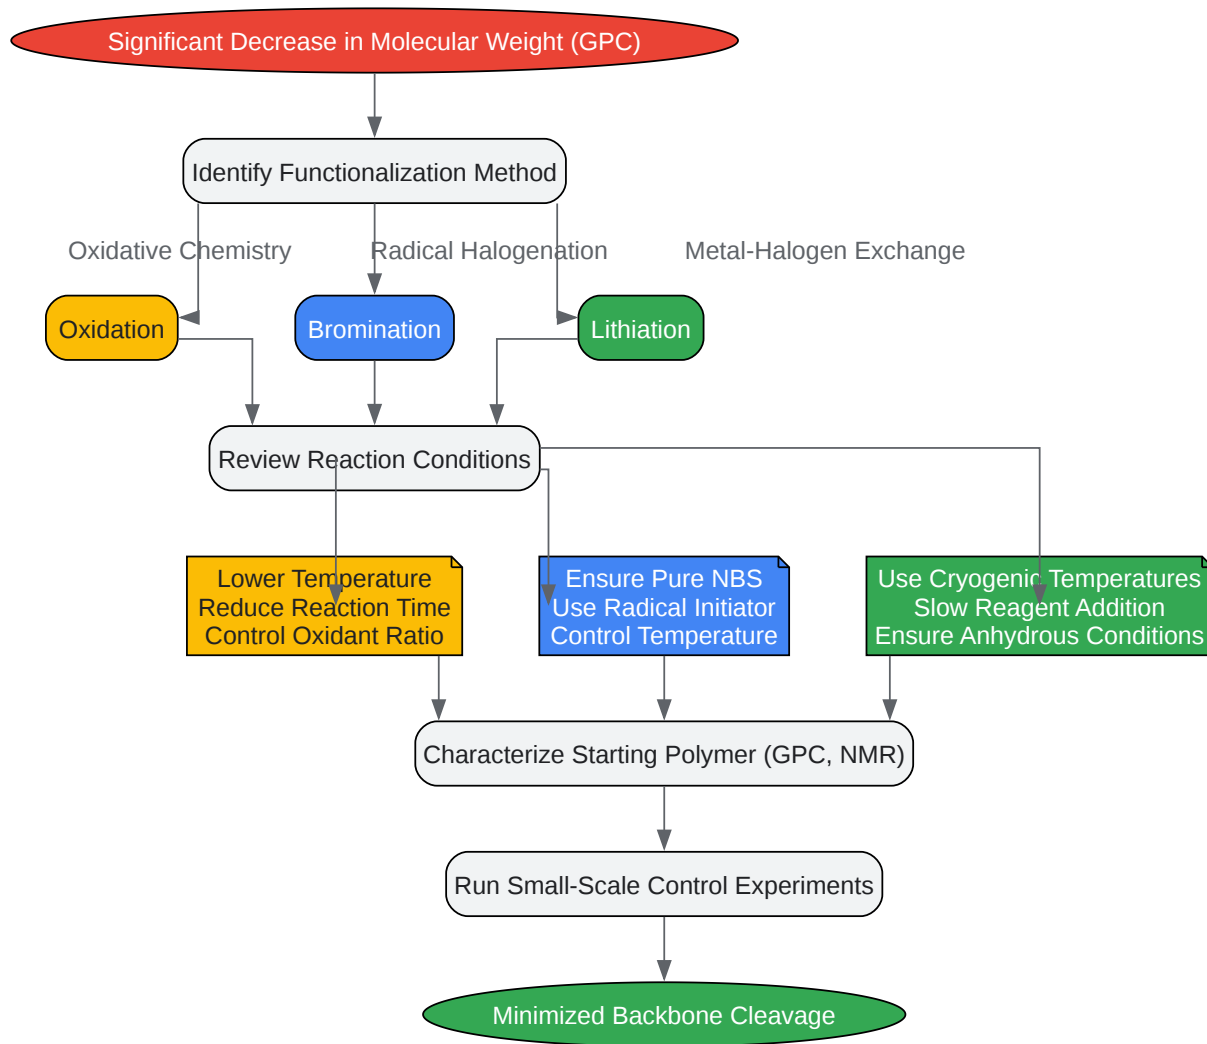 Significant Decrease in Molecular Weight (GPC)
Identify Functionalization Method
Oxidative Chemistry
Radical Halogenation
Metal-Halogen Exchange
Oxidation
Bromination
Lithiation
Review Reaction Conditions
Lower Temperature
Reduce Reaction Time
Control Oxidant Ratio
Ensure Pure NBS
Use Radical Initiator
Control Temperature
Use Cryogenic Temperatures
Slow Reagent Addition
Ensure Anhydrous Conditions
Characterize Starting Polymer (GPC, NMR)
Run Small-Scale Control Experiments
Minimized Backbone Cleavage